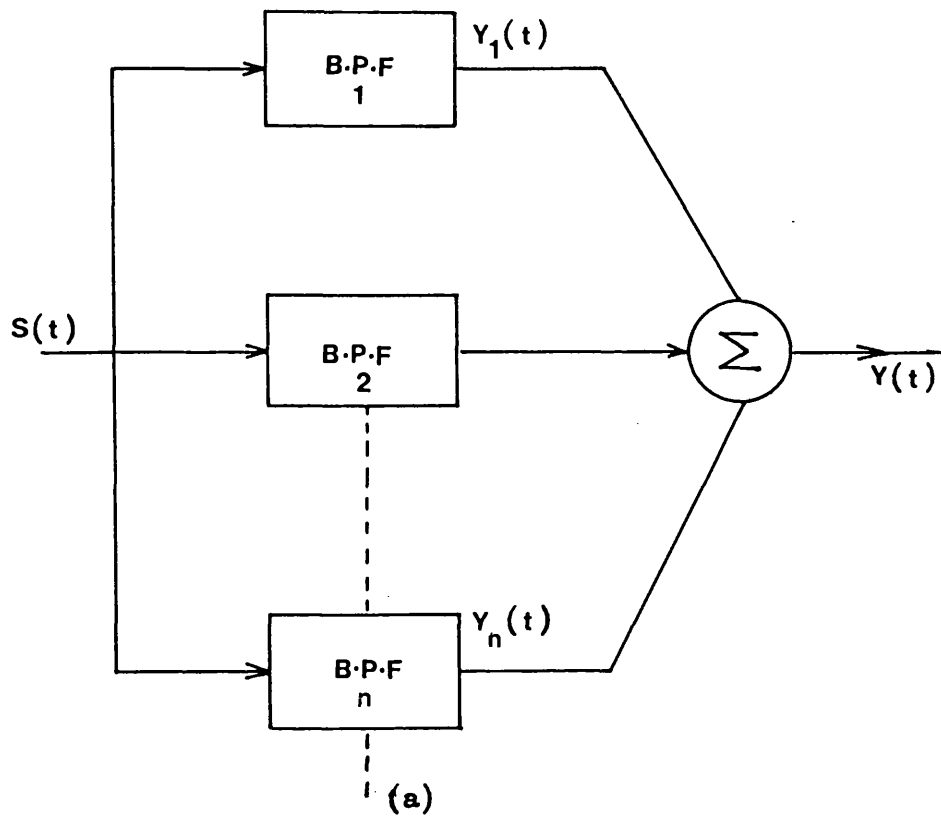 Y₁(t)
B·P·F
1
S(t)
B·P·F
2
Σ
Y(t)
Yₙ(t)
B·P·F
n
(a)